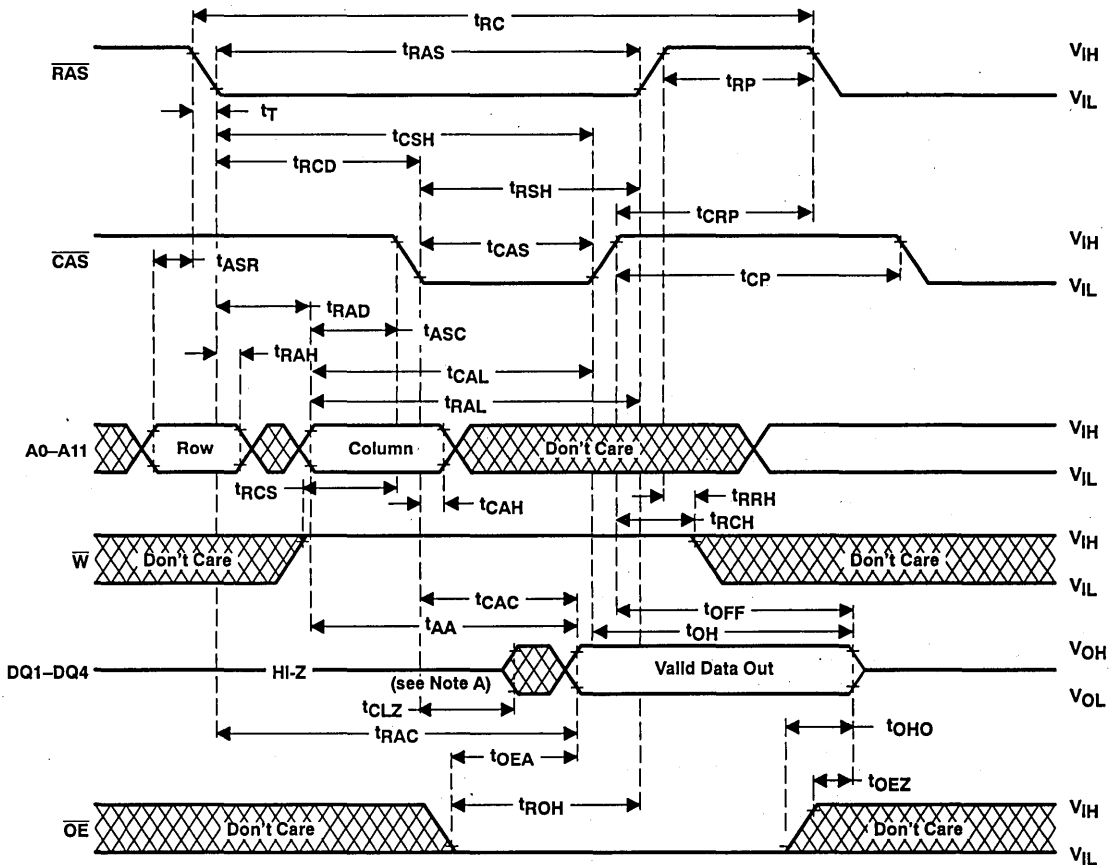 tRC
RAS
tRAS
VIH
tRP
VIL
tT
tCSH
tRCD
tRSH
tCRP
CAS
tCAS
VIH
tASR
tCP
VIL
tRAD
tASC
tRAH
tCAL
tRAL
A0–A11
Row
Column
Don't Care
VIH
VIL
tRCS
tCAH
tRRH
tRCH
W
Don't Care
Don't Care
VIH
VIL
tCAC
tOFF
tAA
tOH
DQ1–DQ4
HI-Z
(see Note A)
Valid Data Out
VOH
VOL
tCLZ
tRAC
tOHO
tOEA
tOEZ
tROH
OE
Don't Care
Don't Care
VIH
VIL